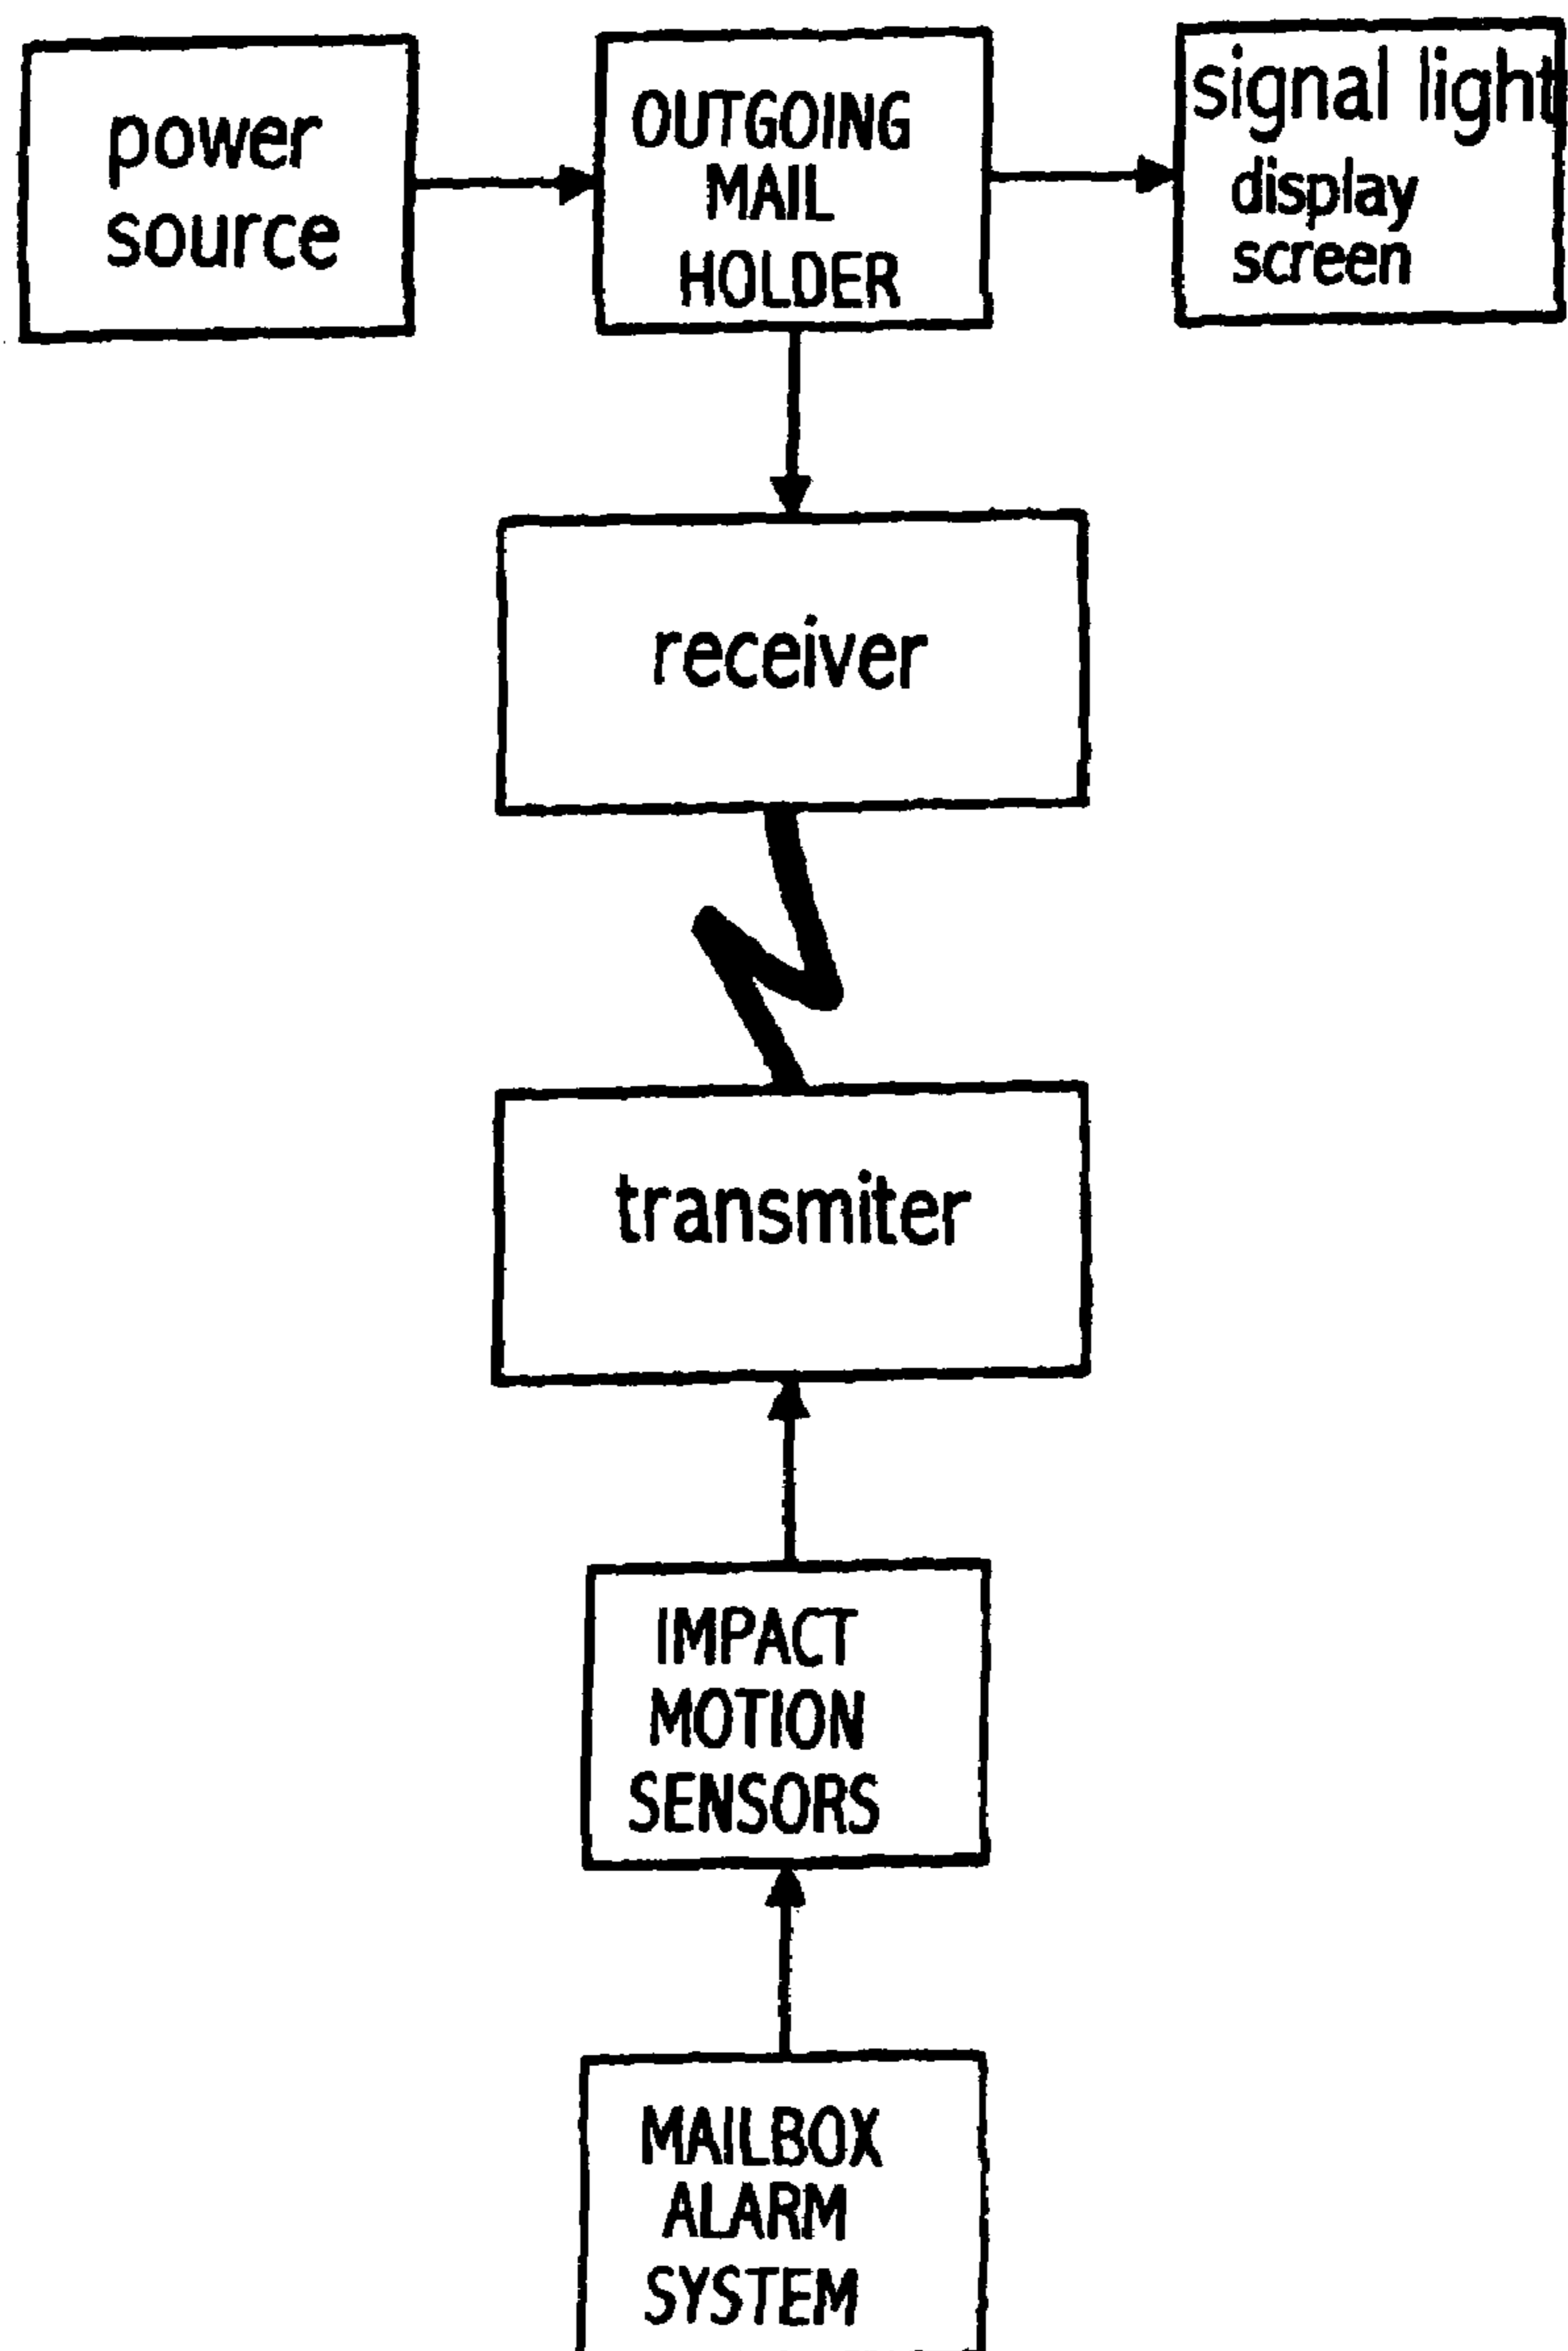 power
source
OUTGOING
MAIL
HOLDER
signal light
display
screen
receiver
transmiter
IMPACT
MOTION
SENSORS
MAILBOX
ALARM
SYSTEM